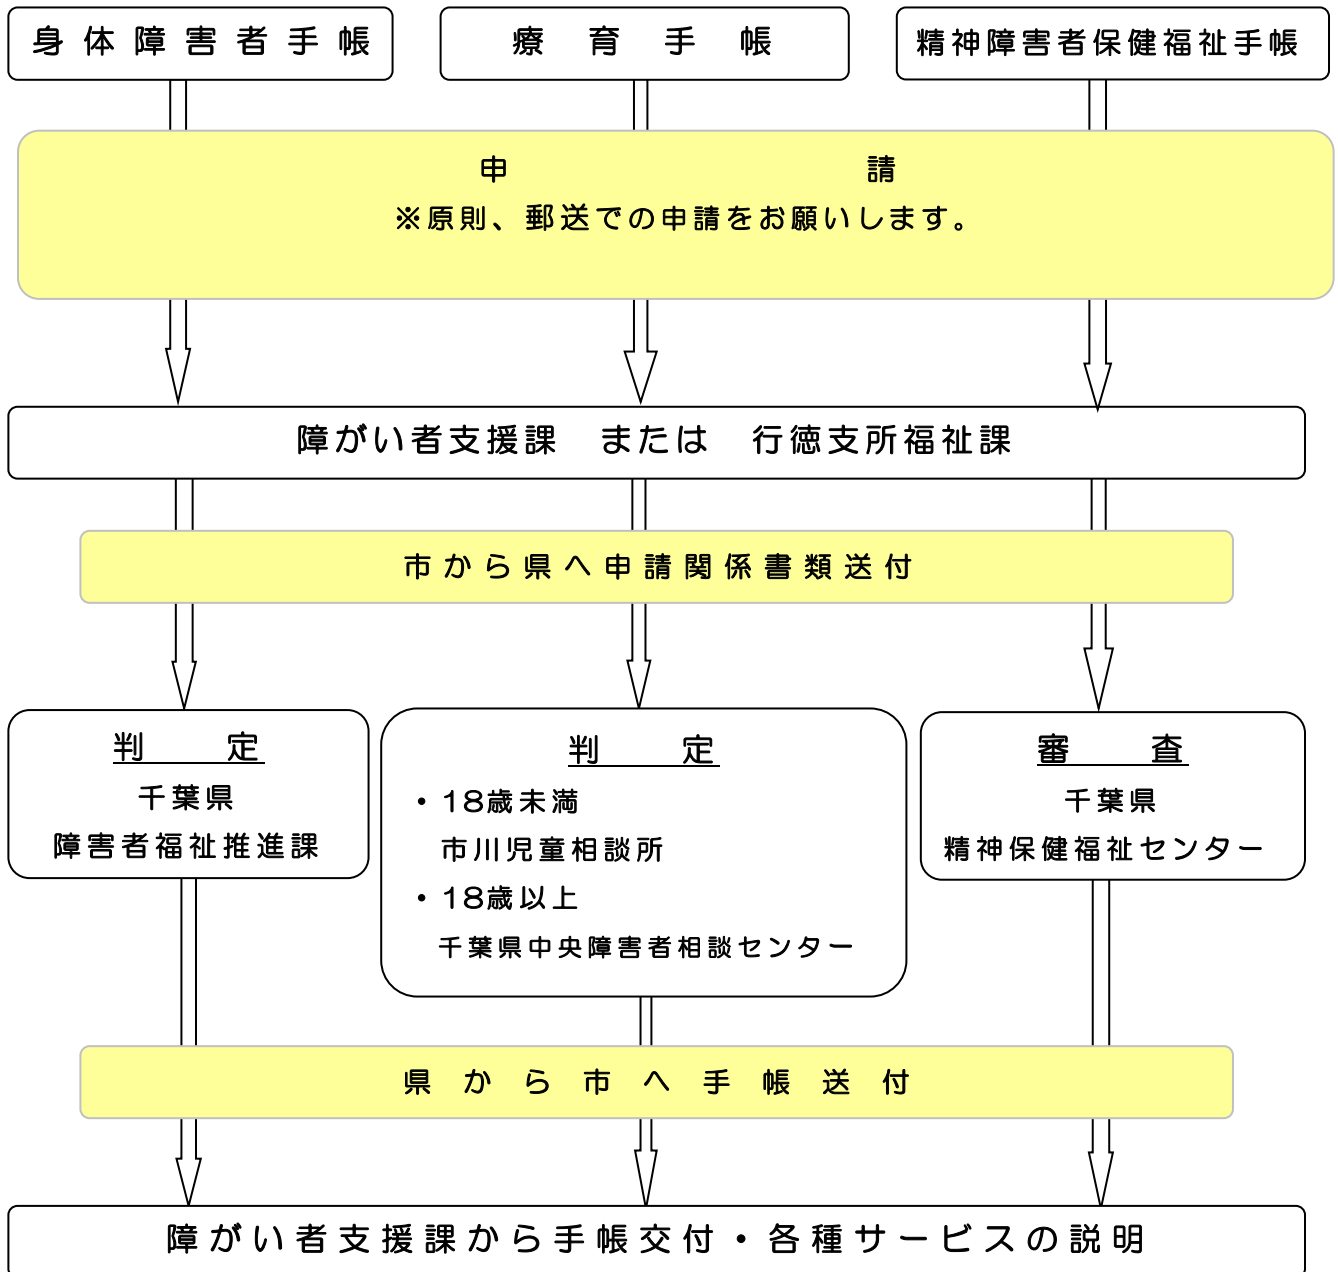 身体障害者手帳
療育手帳
精神障害者保健福祉手帳
申　請
※原則、郵送での申請をお願いします。
障がい者支援課　または　行徳支所福祉課
市から県へ申請関係書類送付
判　定
千葉県
障害者福祉推進課
判　定
・18歳未満
市川児童相談所
・18歳以上
千葉県中央障害者相談センター
審　査
千葉県
精神保健福祉センター
県から市へ手帳送付
障がい者支援課から手帳交付・各種サービスの説明